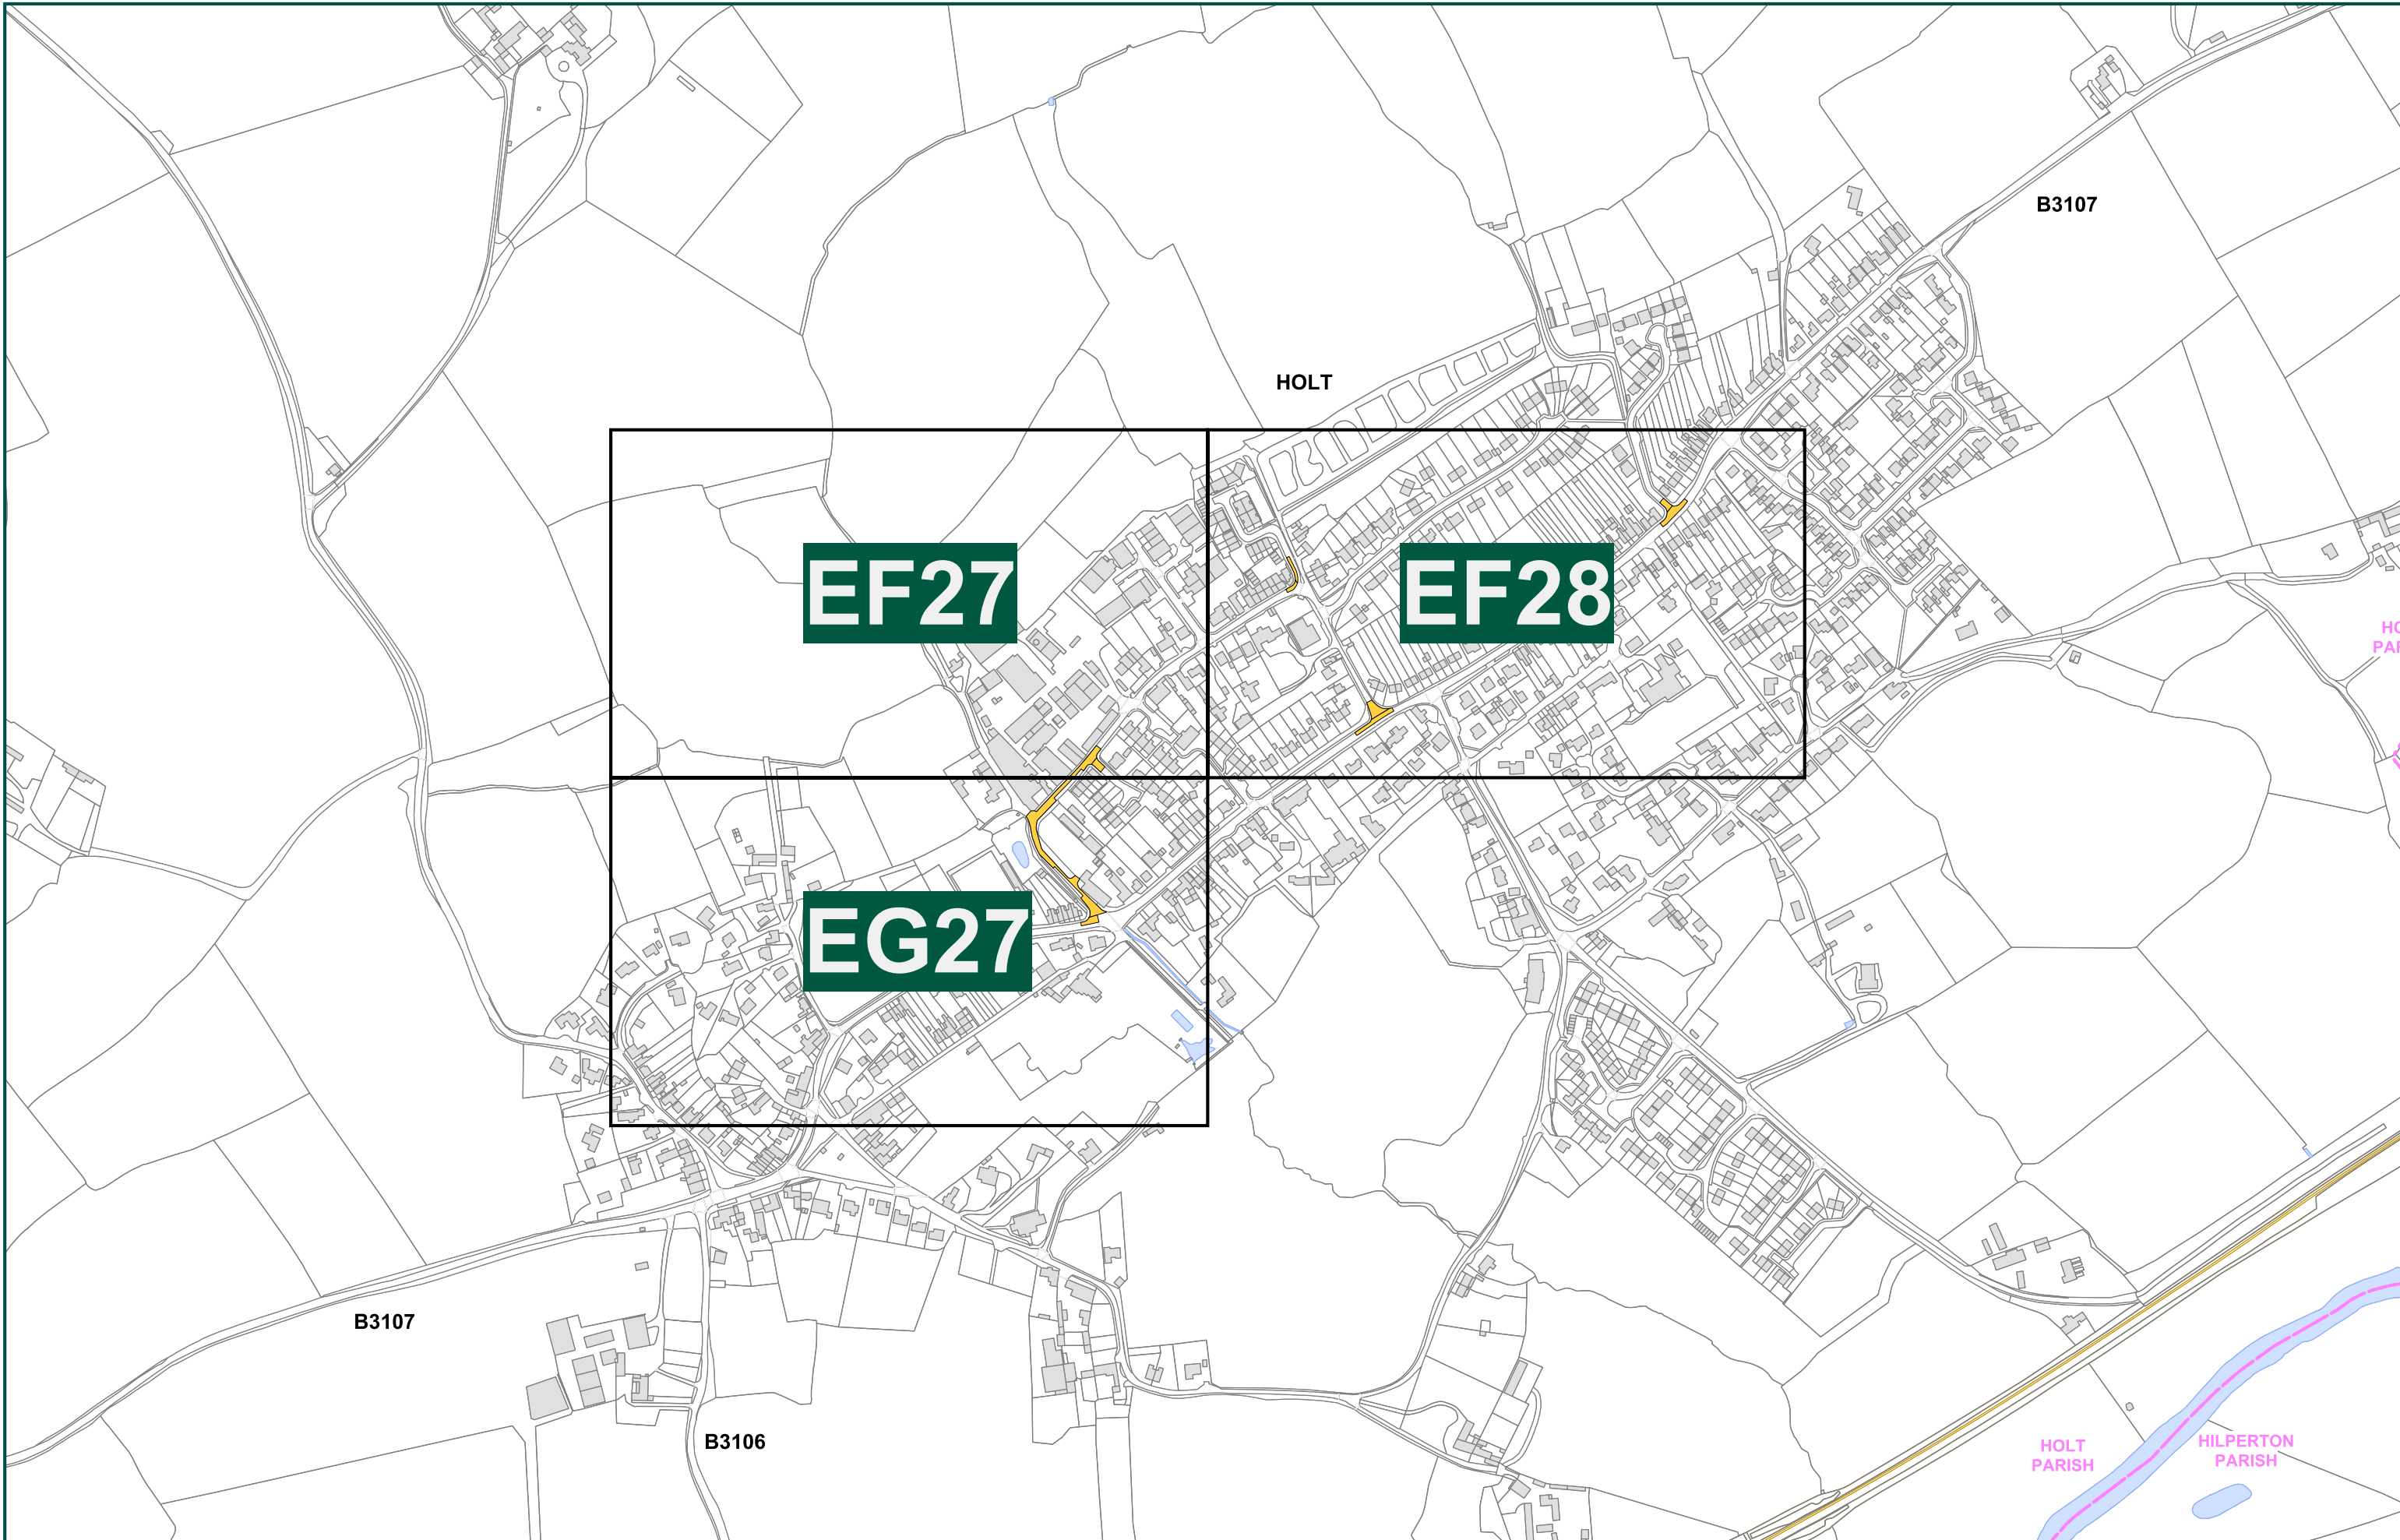 B3107
HOLT
EF27
EF28
EG27
B3107
B3106
HOLT
PARISH
HILPERTON
PARISH